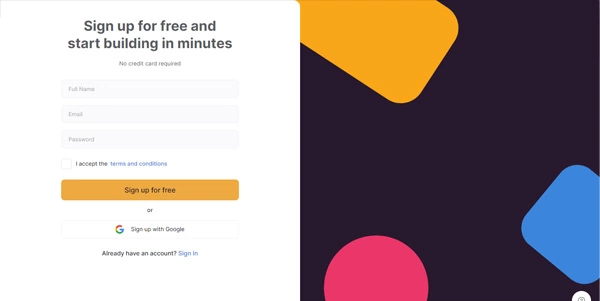 Sign up for free and
start building in minutes
No credit card required
Full Name
Email
Password
I accept the terms and conditions
Sign up for free
or
Sign up with Google
Already have an account? Sign In